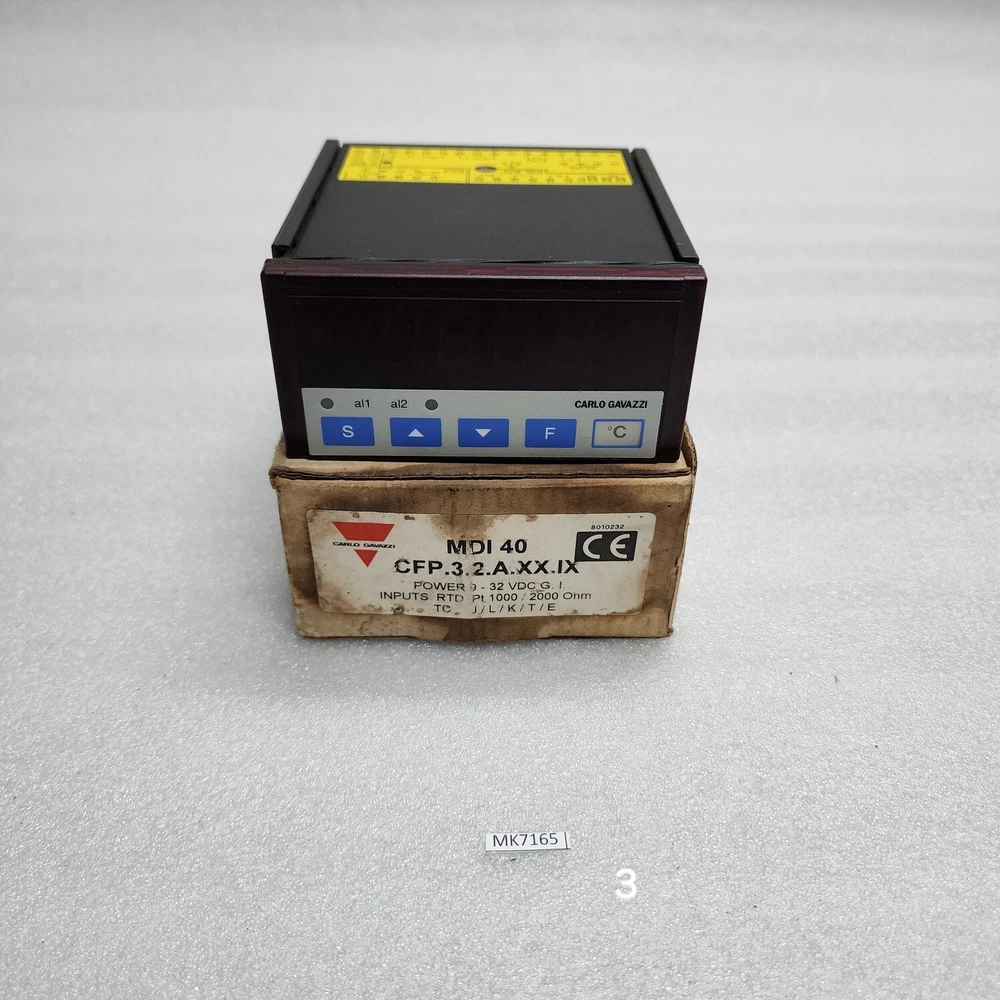 al1 al2 CARLO GAVAZZI
S F °C
8010232
CARLO GAVAZZI
MDI 40 CE
CFP.3.2.A.XX.IX
POWER 9 - 32 VDC G. I.
INPUTS RTD Pt 1000 / 2000 Ohm
TC J / L / K / T / E
MK7165
3